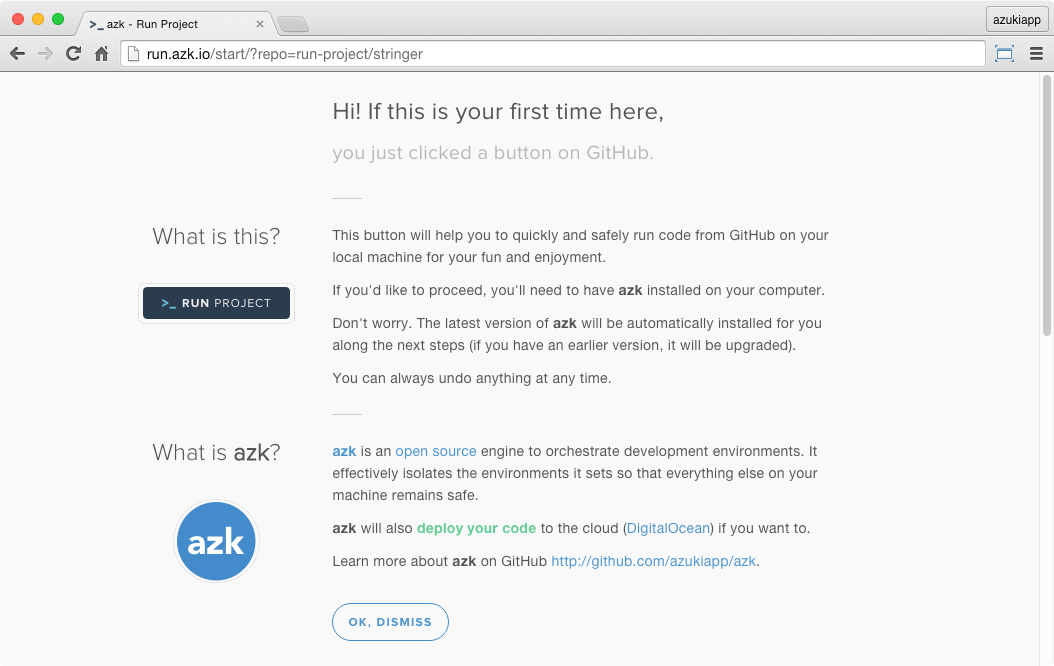 >_ azk - Run Project
azukiapp
run.azk.io/start/?repo=run-project/stringer
Hi! If this is your first time here,
you just clicked a button on GitHub.
What is this?
>_ RUN PROJECT
This button will help you to quickly and safely run code from GitHub on your
local machine for your fun and enjoyment.
If you'd like to proceed, you'll need to have azk installed on your computer.
Don't worry. The latest version of azk will be automatically installed for you
along the next steps (if you have an earlier version, it will be upgraded).
You can always undo anything at any time.
What is azk?
azk
azk is an open source engine to orchestrate development environments. It
effectively isolates the environments it sets so that everything else on your
machine remains safe.
azk will also deploy your code to the cloud (DigitalOcean) if you want to.
Learn more about azk on GitHub http://github.com/azukiapp/azk.
OK, DISMISS